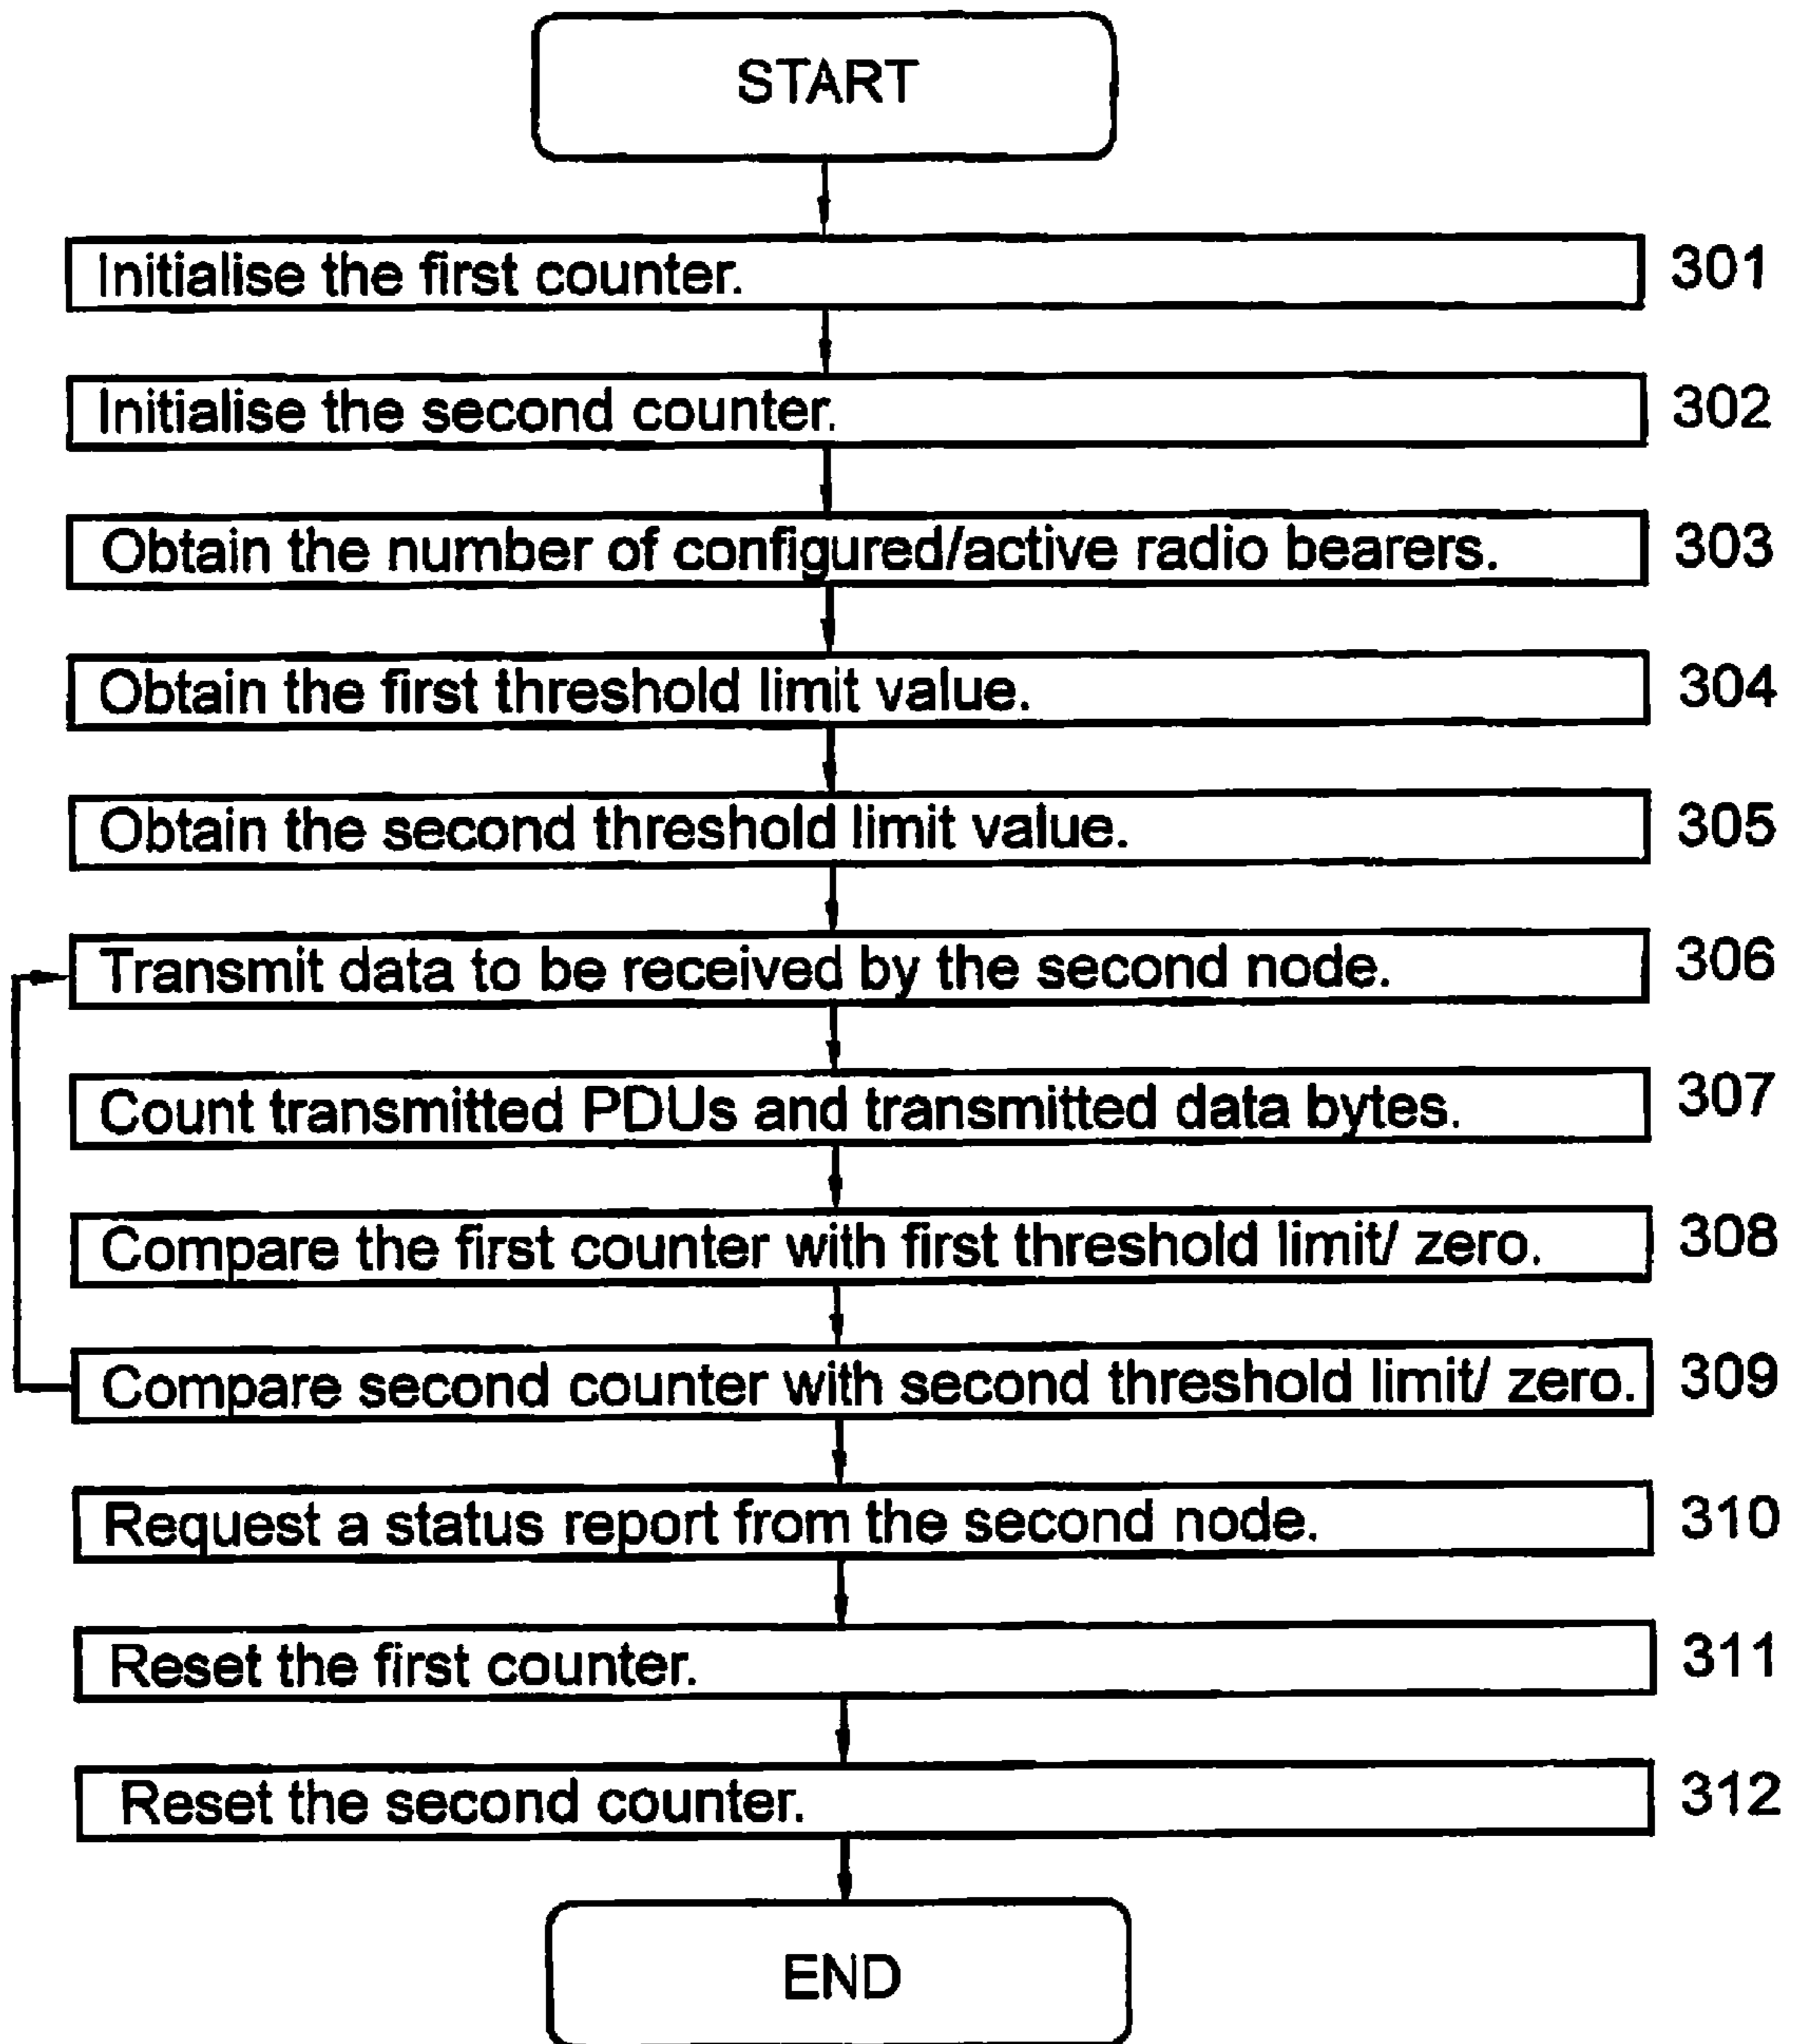 START
Initialise the first counter. 301
Initialise the second counter. 302
Obtain the number of configured/active radio bearers. 303
Obtain the first threshold limit value. 304
Obtain the second threshold limit value. 305
Transmit data to be received by the second node. 306
Count transmitted PDUs and transmitted data bytes. 307
Compare the first counter with first threshold limit/ zero. 308
Compare second counter with second threshold limit/ zero. 309
Request a status report from the second node. 310
Reset the first counter. 311
Reset the second counter. 312
END